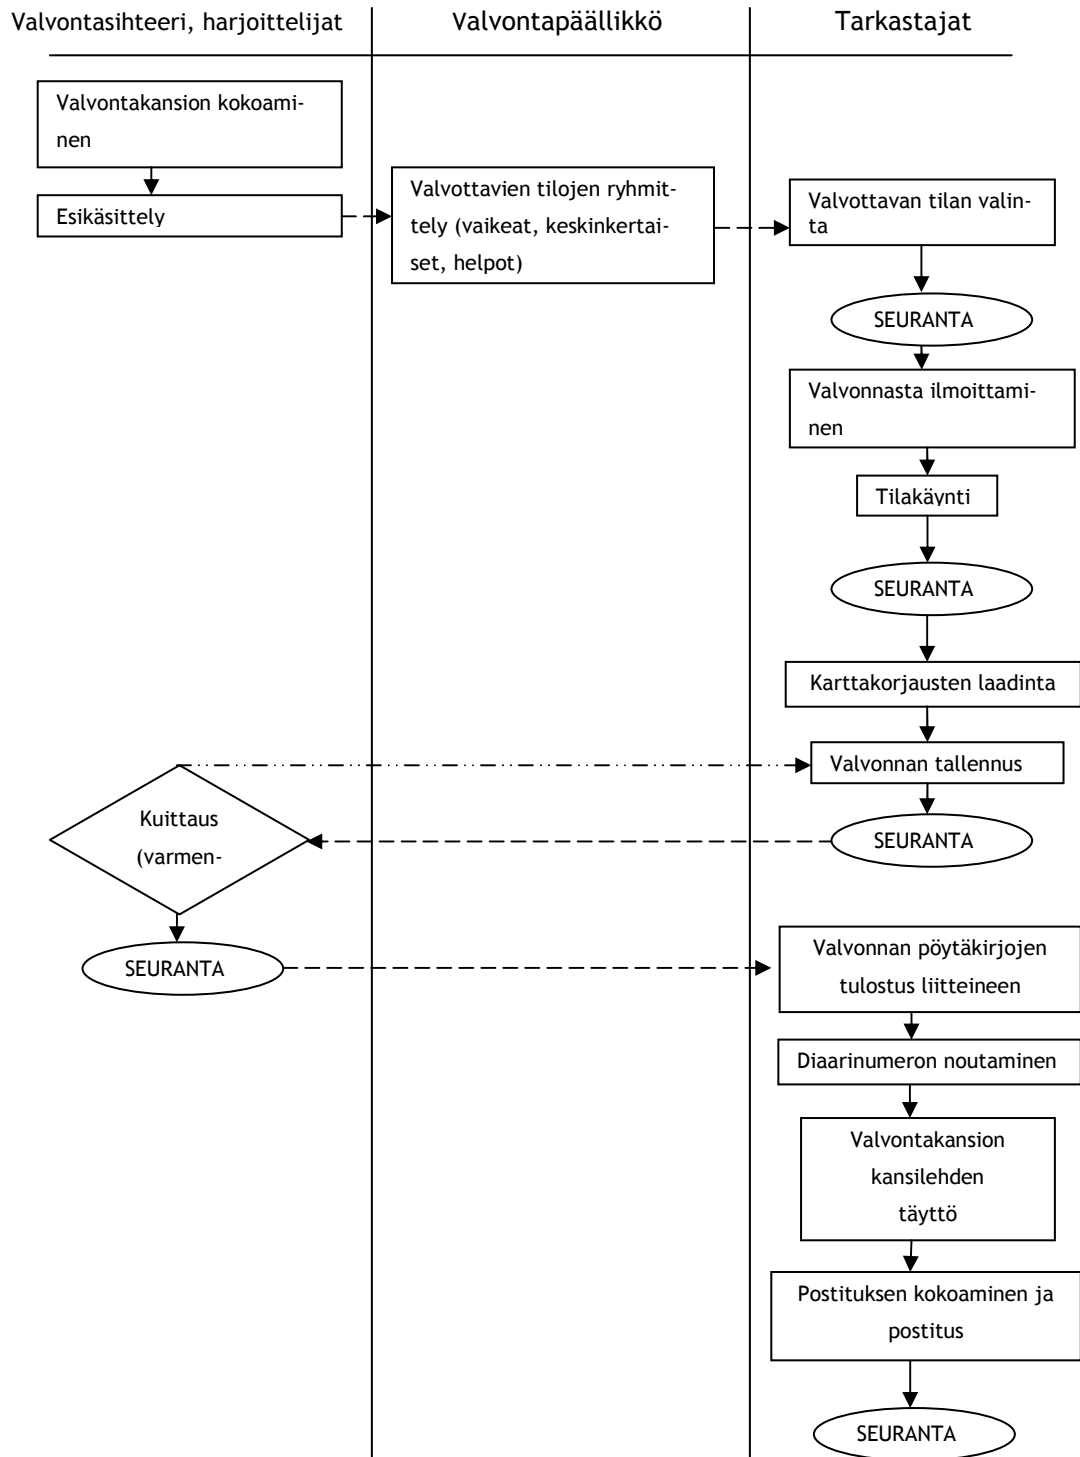 Valvontasihteeri, harjoittelijat
Valvontapäällikkö
Tarkastajat
Valvontakansion kokoami-
nen
Esikäsittely
Valvottavien tilojen ryhmit-
tely (vaikeat, keskinkertai-
set, helpot)
Valvottavan tilan valin-
ta
SEURANTA
Valvonnasta ilmoittami-
nen
Tilakäynti
SEURANTA
Karttakorjausten laadinta
Valvonnan tallennus
SEURANTA
Kuittaus
(varmen-
SEURANTA
Valvonnan pöytäkirjojen
tulostus liitteineen
Diaarinumeron noutaminen
Valvontakansion
kansilehden
täyttö
Postituksen kokoaminen ja
postitus
SEURANTA